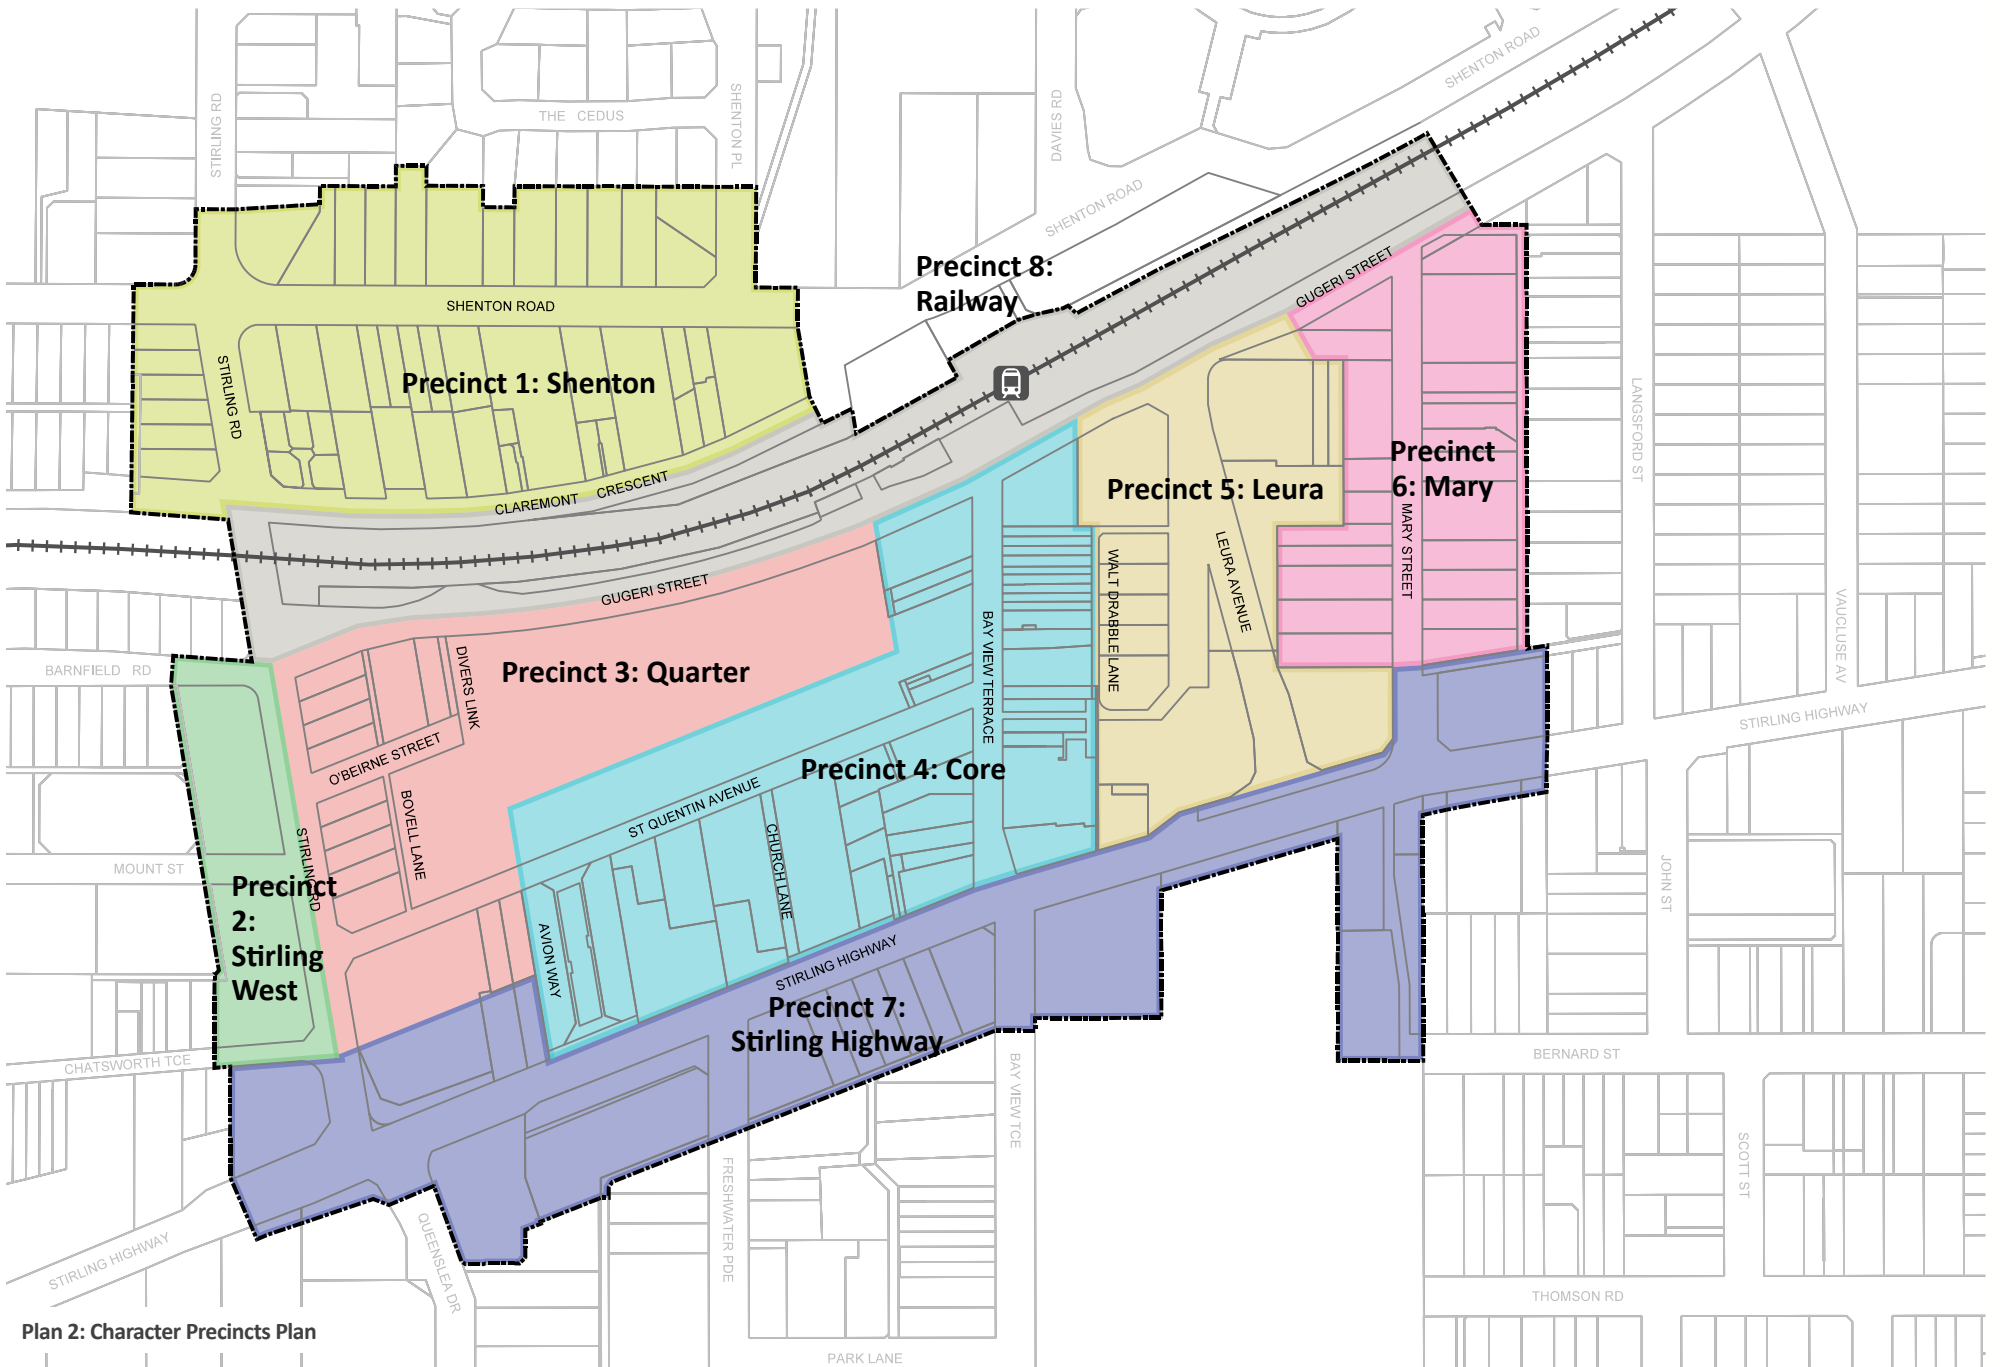 SHENTON ROAD
STIRLING RD
THE CEDUS
SHENTON PL
DAVIES RD
SHENTON ROAD
Precinct 8:
Railway
GUGERI STREET
SHENTON ROAD
STIRLING RD
Precinct 1: Shenton
LANGSFORD ST
Precinct
6: Mary
Precinct 5: Leura
CLAREMONT CRESCENT
MARY STREET
LEURA AVENUE
WALT DRABBLE LANE
GUGERI STREET
BAY VIEW TERRACE
VAUCLUSE AV
BARNFIELD RD
DIVERS LINK
Precinct 3: Quarter
STIRLING HIGHWAY
O'BEIRNE STREET
Precinct 4: Core
ST QUENTIN AVENUE
BOVELL LANE
CHURCH LANE
MOUNT ST
STIRLING RD
Precinct
2:
Stirling
West
JOHN ST
AVION WAY
STIRLING HIGHWAY
Precinct 7:
Stirling Highway
CHATSWORTH TCE
BERNARD ST
BAY VIEW TCE
SCOTT ST
FRESHWATER PDE
STIRLING HIGHWAY
QUEENSLEA DR
THOMSON RD
Plan 2: Character Precincts Plan
PARK LANE